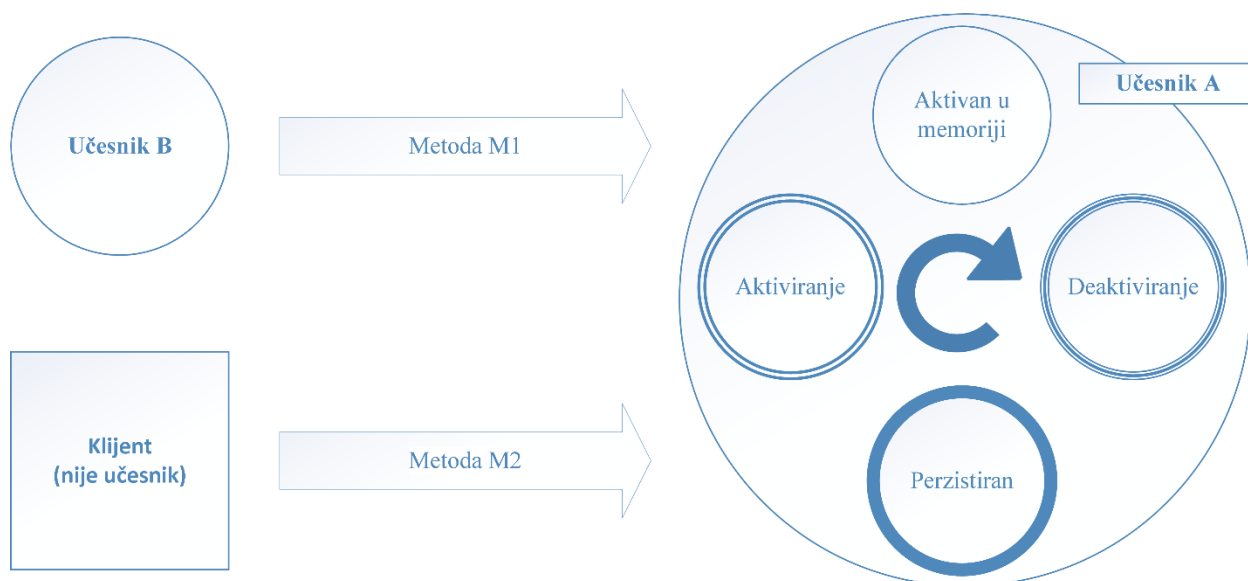 Učesnik B
Metoda M1
Učesnik A
Aktivan u
memoriji
Aktiviranje
Deaktiviranje
Klijent
(nije učesnik)
Metoda M2
Perzistiran